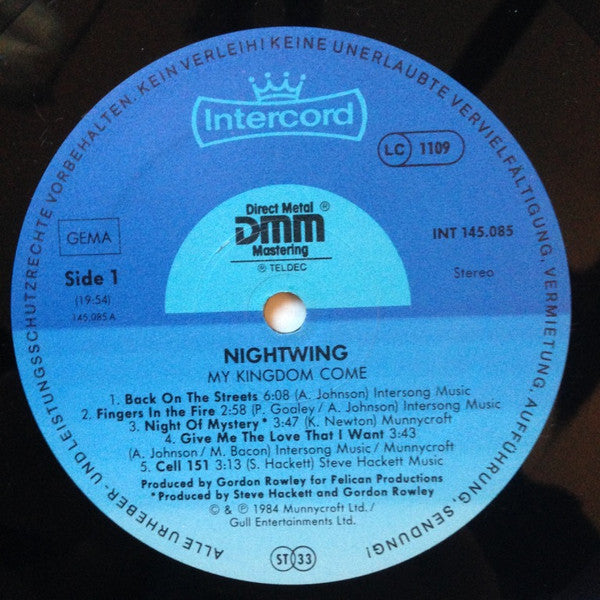 ALLE URHEBER- UND LEISTUNGSSCHUTZRECHTE VORBEHALTEN. KEIN VERLEIH! KEINE UNERLAUBTE VERVIELFÄLTIGUNG, VERMIETUNG, AUFFÜHRUNG, SENDUNG!
Intercord
LC 1109
Direct Metal ®
DMM
Mastering
℗ TELDEC
GEMA
INT 145.085
Side 1
Stereo
(19:54)
145.085 A
NIGHTWING
MY KINGDOM COME
1. Back On The Streets 6:08 (A. Johnson) Intersong Music
2. Fingers In the Fire 2:58 (P. Goaley / A. Johnson) Intersong Music
3. Night Of Mystery* 3:47 (K. Newton) Munnycroft
4. Give Me The Love That I Want 3:43
(A. Johnson / M. Bacon) Intersong Music / Munnycroft
5. Cell 151 3:13 (S. Hackett) Steve Hackett Music
Produced by Gordon Rowley for Pelican Productions
*Produced by Steve Hackett and Gordon Rowley
© & ℗ 1984 Munnycroft Ltd. /
Gull Entertainments Ltd.
ST 33